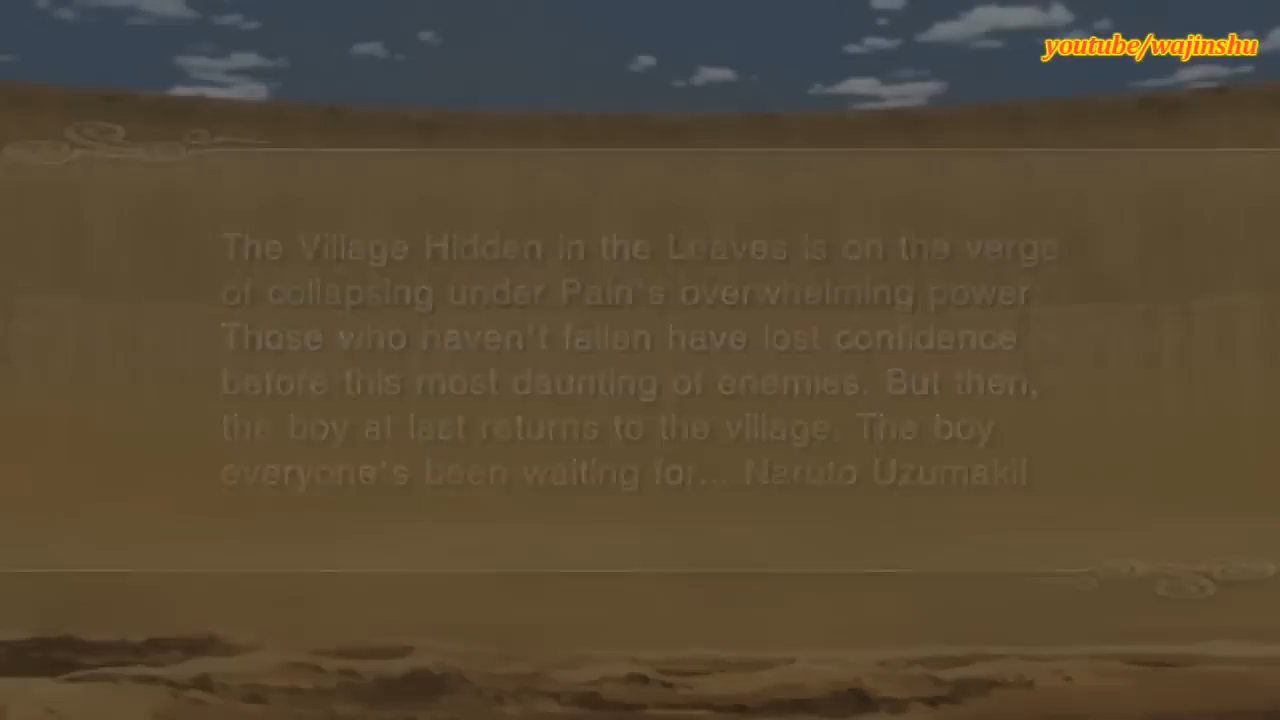 youtube/wajinshu
The Village Hidden in the Leaves is on the verge
of collapsing under Pain's overwhelming power.
Those who haven't fallen have lost confidence
before this most daunting of enemies. But then,
the boy at last returns to the village. The boy
everyone's been waiting for... Naruto Uzumaki!